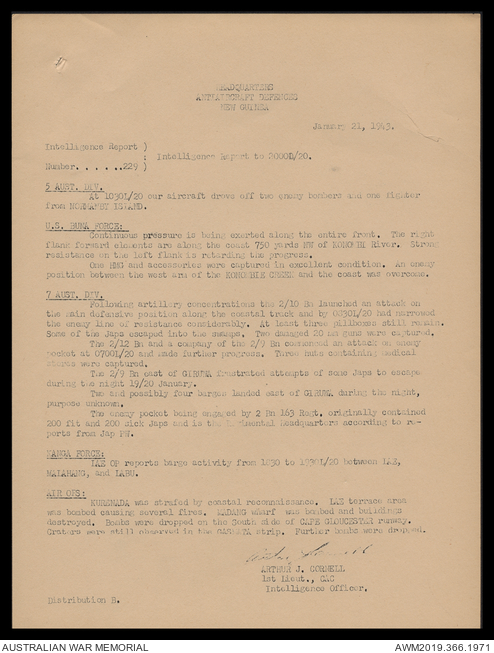 HEADQUARTERS
ANTIAIRCRAFT DEFENCES
NEW GUINEA
January 21, 1943.
Intelligence Report )
: Intelligence Report to 2000D/20.
Number. . . . . .229 )
5 AUST. DIV.
At 1030L/20 our aircraft drove off two enemy bombers and one fighter
from NORMANBY ISLAND.
U.S. BUNA FORCE:
Continuous pressure is being exerted along the entire front. The right
flank forward elements are along the coast 750 yards NW of KONOMBI River. Strong
resistance on the left flank is retarding the progress.
One HMG and accessories were captured in excellent condition. An enemy
position between the west arm of the KONOMBIE CREEK and the coast was overcome.
7 AUST. DIV.
Following artillery concentrations the 2/10 Bn launched an attack on
the main defensive position along the coastal track and by 0830L/20 had narrowed
the enemy line of resistance considerably. At least three pillboxes still remain.
Some of the Japs escaped into the swamps. Two damaged 20 mm guns were captured.
The 2/12 Bn and a company of the 2/9 Bn commenced an attack on enemy
pocket at 0700L/20 and made further progress. Three huts containing medical
stores were captured.
The 2/9 Bn east of GIRUWA frustrated attempts of some Japs to escape
during the night 19/20 January.
Two and possibly four barges landed east of GIRUWA, during the night,
purpose unknown.
The enemy pocket being engaged by 2 Bn 163 Regt, originally contained
200 fit and 200 sick Japs and is the Regimental Headquarters according to re-
ports from Jap PW.
KANGA FORCE:
LAE OP reports barge activity from 1030 to 1930L/20 between LAE,
MALAHANG, and LABU.
AIR OPS:
was strafed by coastal reconnaissance. LAE terrace area
was bombed causing several fires. MADANG wharf was bombed and buildings
destroyed. Bombs were dropped on the South side of CAPE GLOUCESTER runway.
Craters were still observed in the GASMATA strip. Further bombs were dropped.
ARTHUR J. CORNELL
1st Lieut., CAC
Intelligence Officer.
Distribution B.
AUSTRALIAN WAR MEMORIAL
AWM2019.366.1971